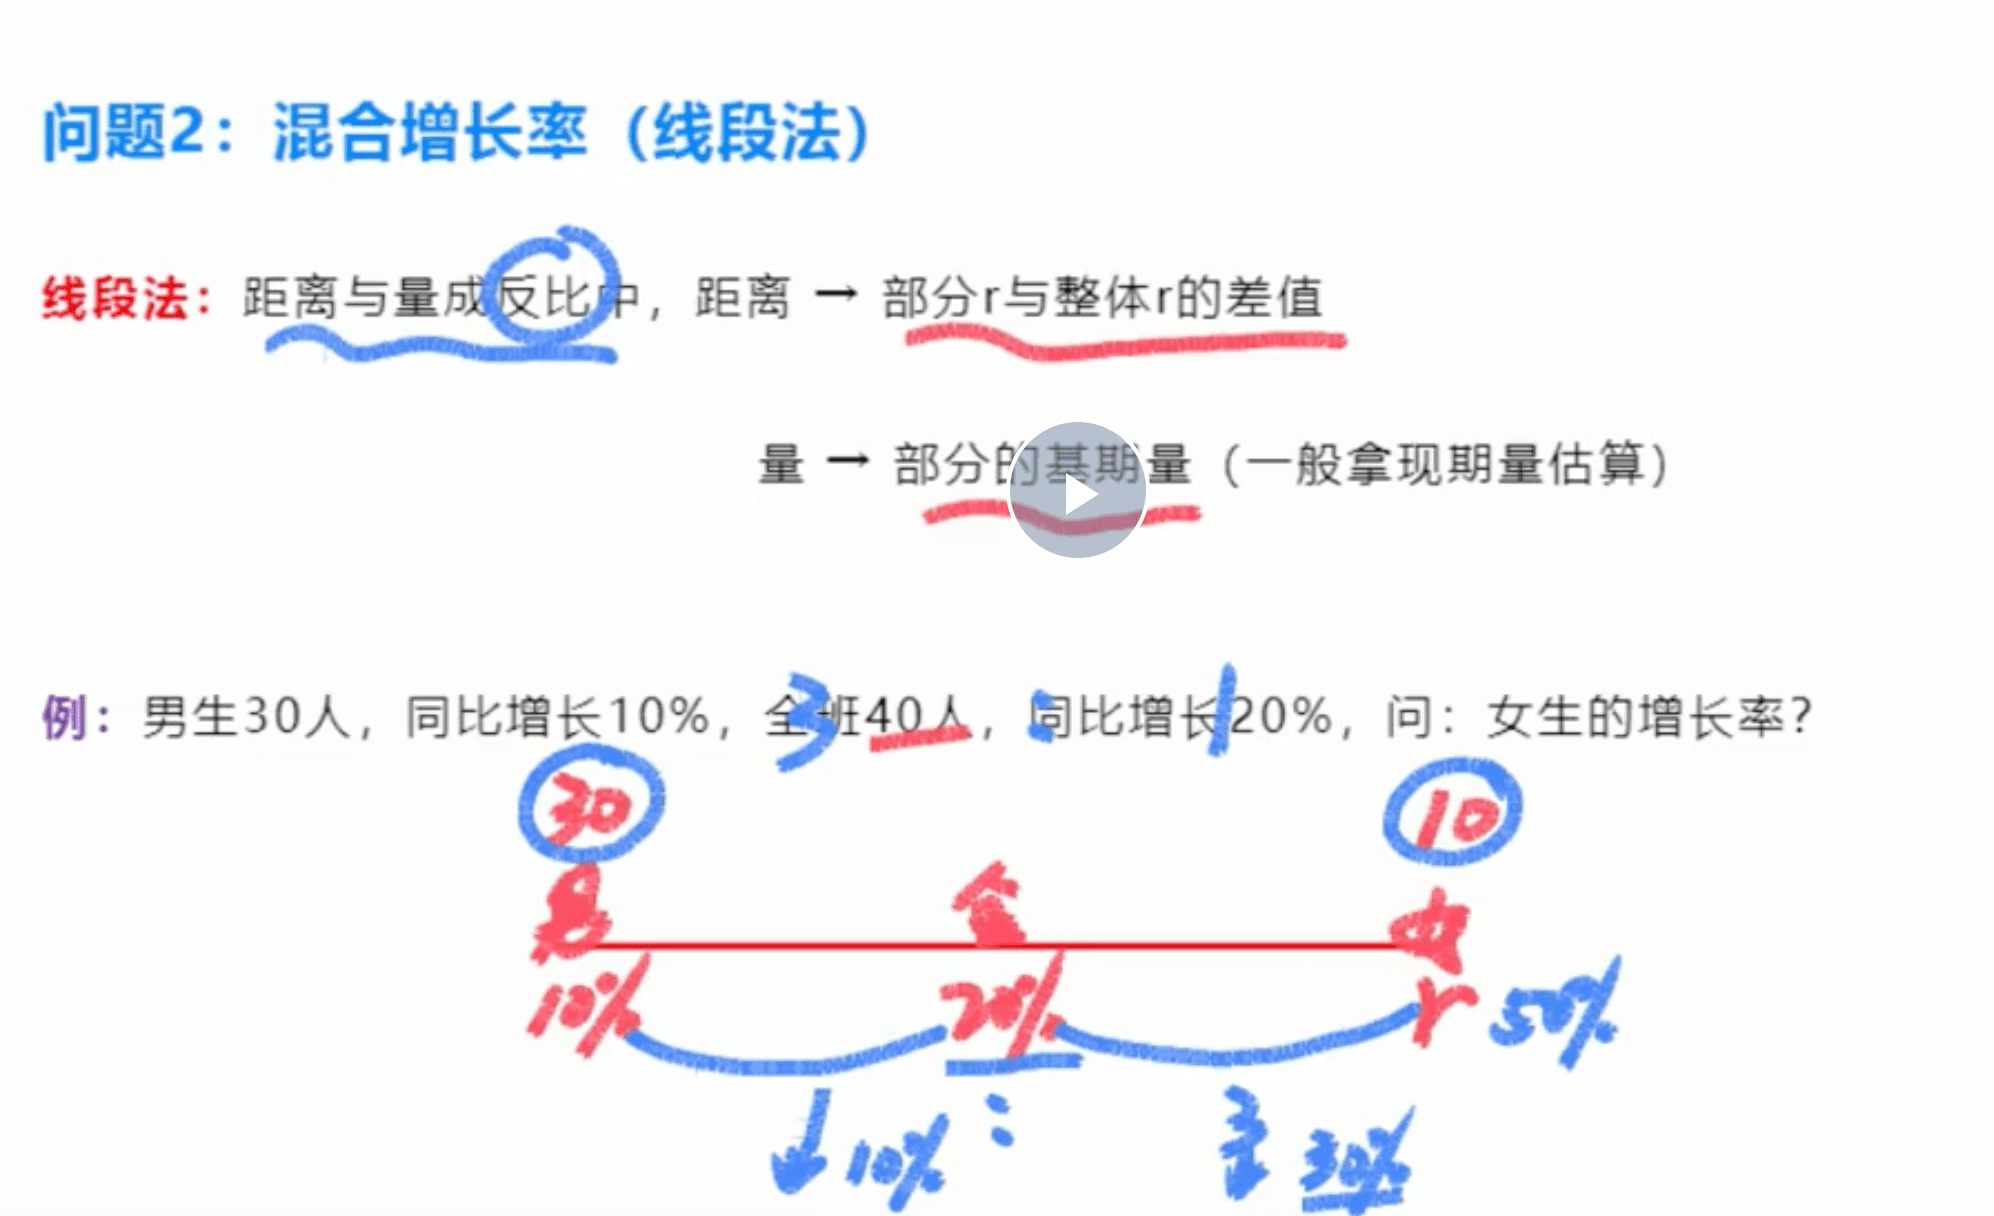 问题2：混合增长率（线段法）
线段法：距离与量成反比中，距离 → 部分r与整体r的差值
量 → 部分的基期量（一般拿现期量估算）
3 : 1
例：男生30人，同比增长10%，全班40人，同比增长20%，问：女生的增长率？
30 10
男 全 女
10% 20% r 50%
1 10% : 3 30%